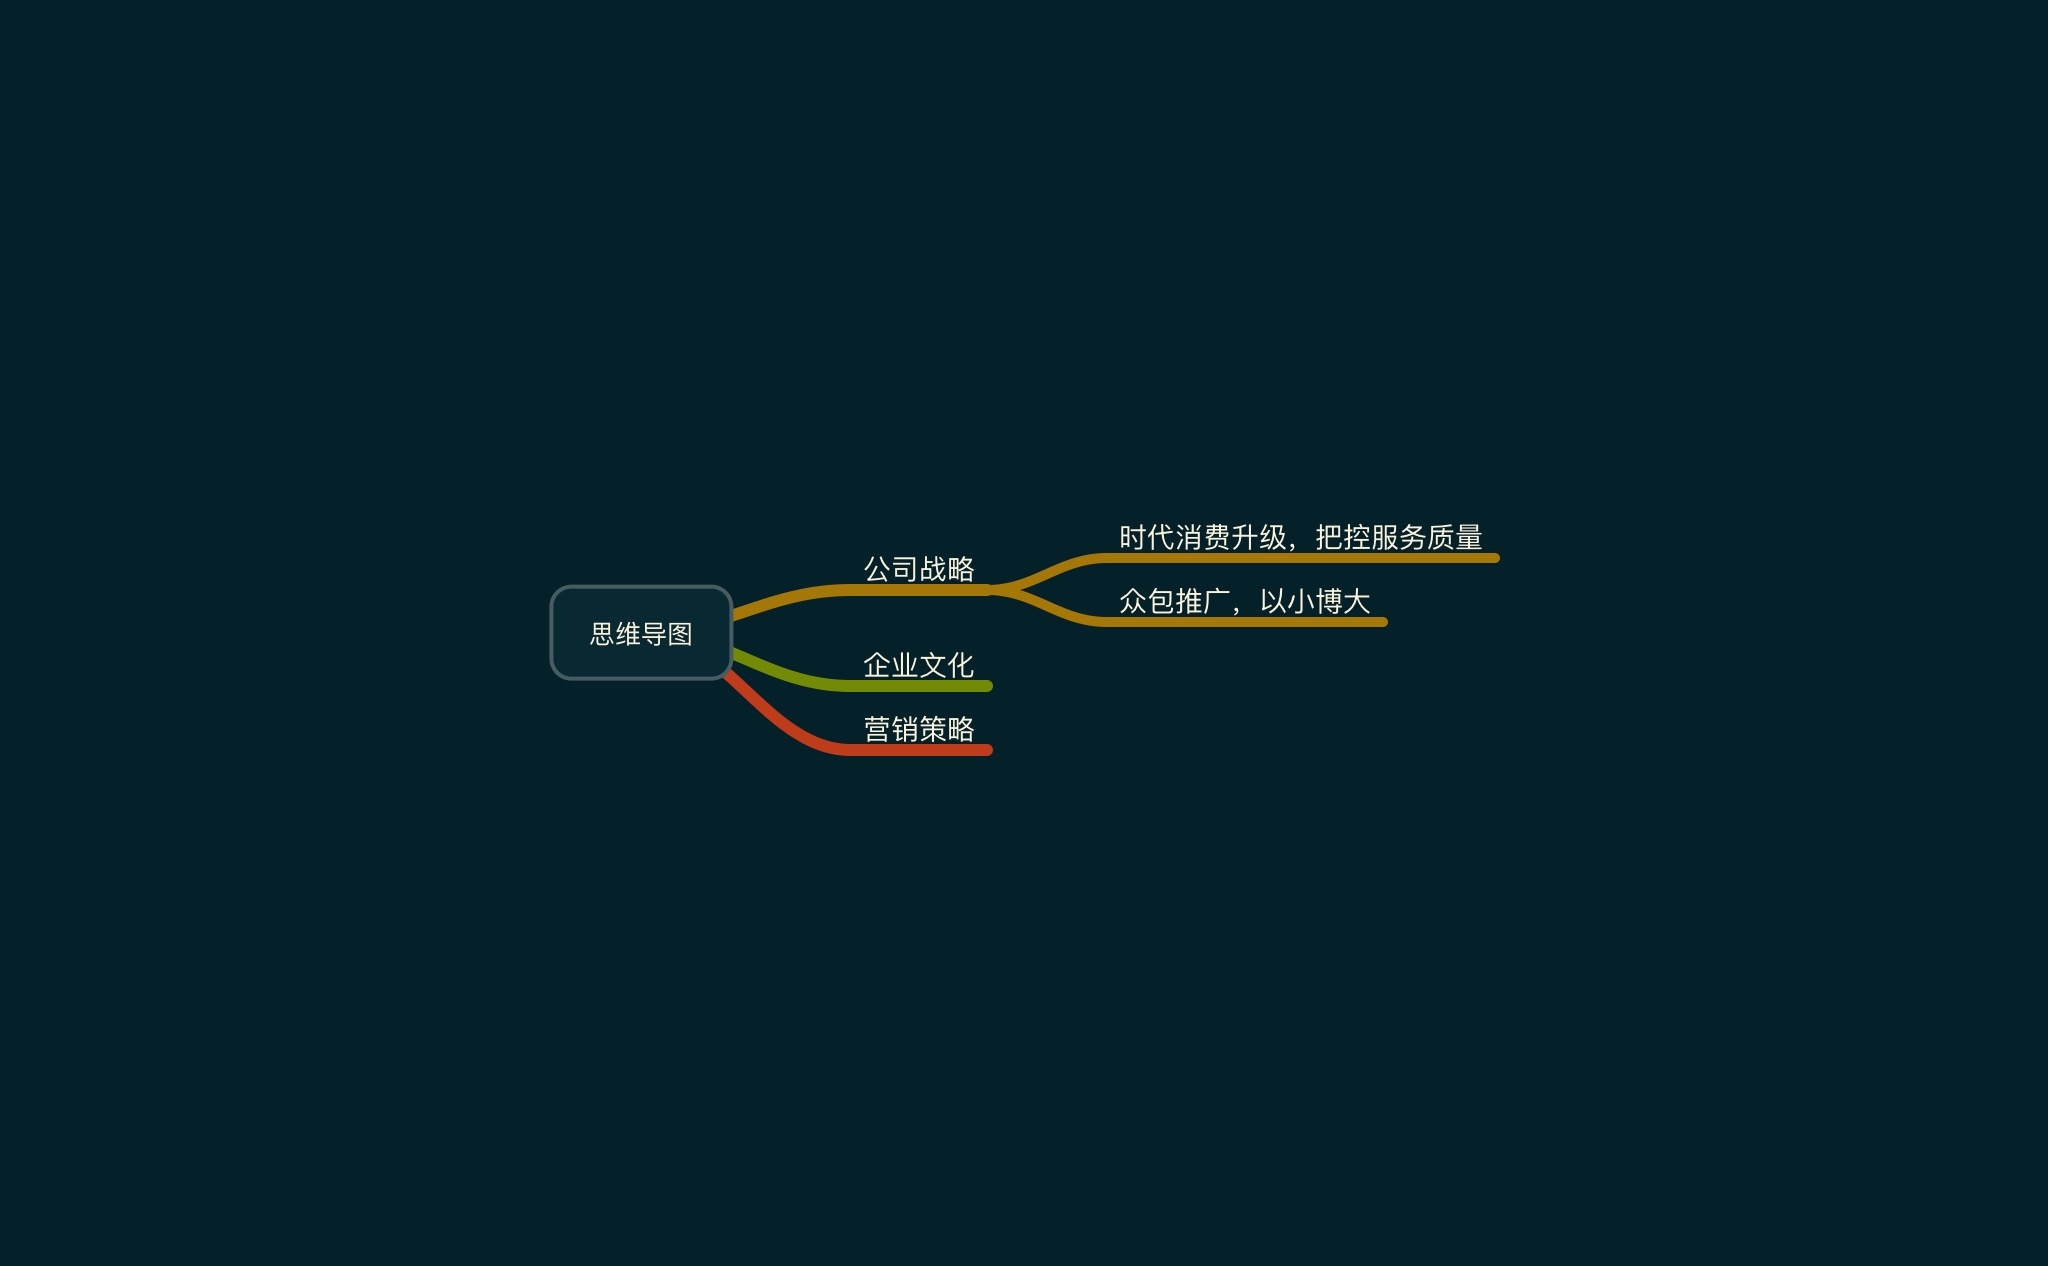 思维导图
公司战略
时代消费升级，把控服务质量
众包推广，以小博大
企业文化
营销策略